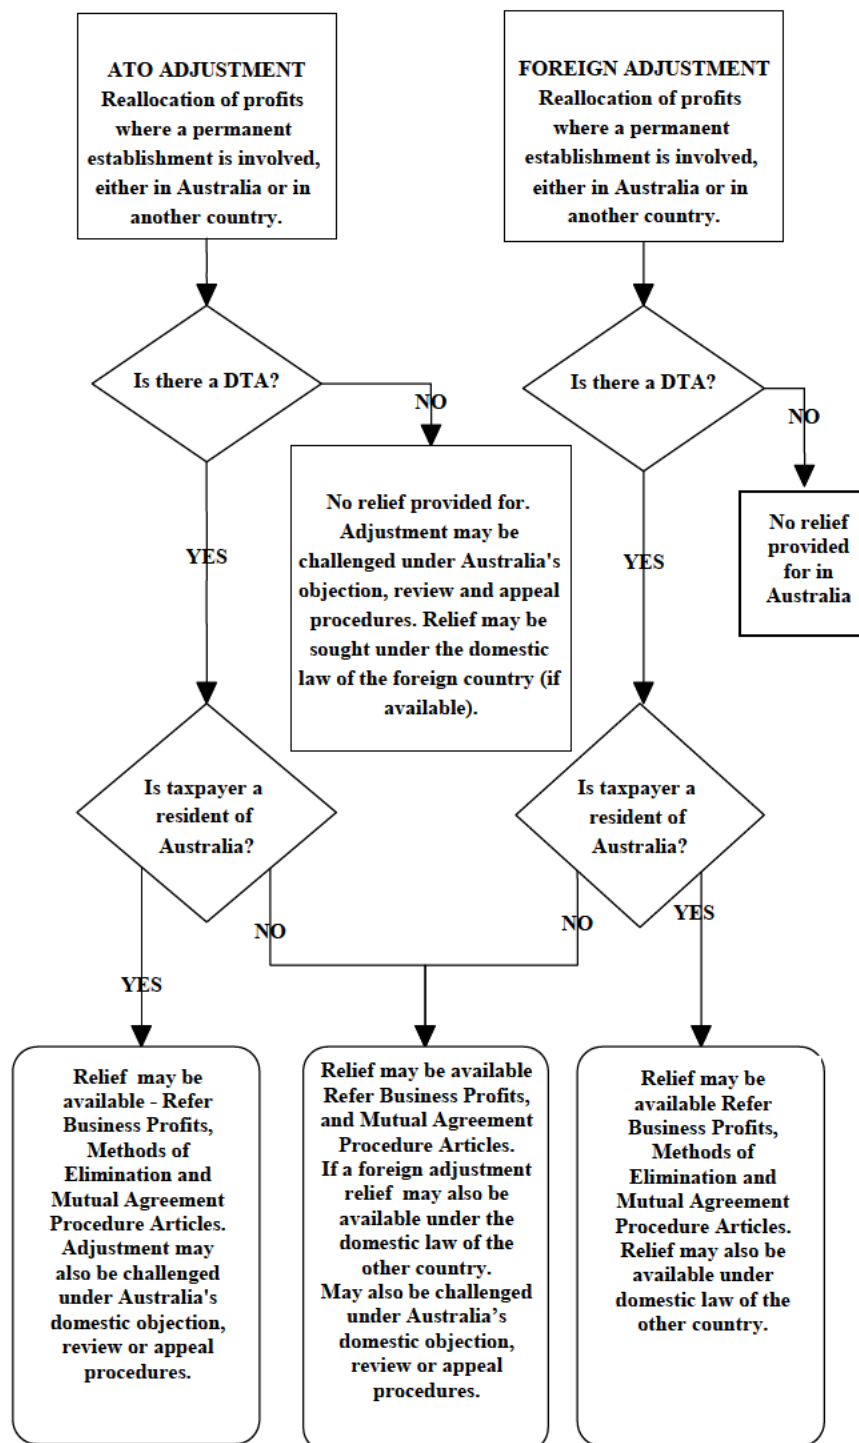 ATO ADJUSTMENT
Reallocation of profits
where a permanent
establishment is involved,
either in Australia or in
another country.
FOREIGN ADJUSTMENT
Reallocation of profits
where a permanent
establishment is involved,
either in Australia or in
another country.
Is there a DTA?
NO
Is there a DTA?
NO
No relief provided for.
Adjustment may be
challenged under Australia's
objection, review and appeal
procedures. Relief may be
sought under the domestic
law of the foreign country (if
available).
No relief
provided
for in
Australia
YES
YES
Is taxpayer a
resident of
Australia?
Is taxpayer a
resident of
Australia?
NO
NO
YES
YES
Relief may be
available - Refer
Business Profits,
Methods of
Elimination and
Mutual Agreement
Procedure Articles.
Adjustment may
also be challenged
under Australia's
domestic objection,
review or appeal
procedures.
Relief may be available
Refer Business Profits,
and Mutual Agreement
Procedure Articles.
If a foreign adjustment
relief may also be
available under the
domestic law of the
other country.
May also be challenged
under Australia’s
domestic objection,
review or appeal
procedures.
Relief may be
available Refer
Business Profits,
Methods of
Elimination and
Mutual Agreement
Procedure Articles.
Relief may also be
available under
domestic law of the
other country.